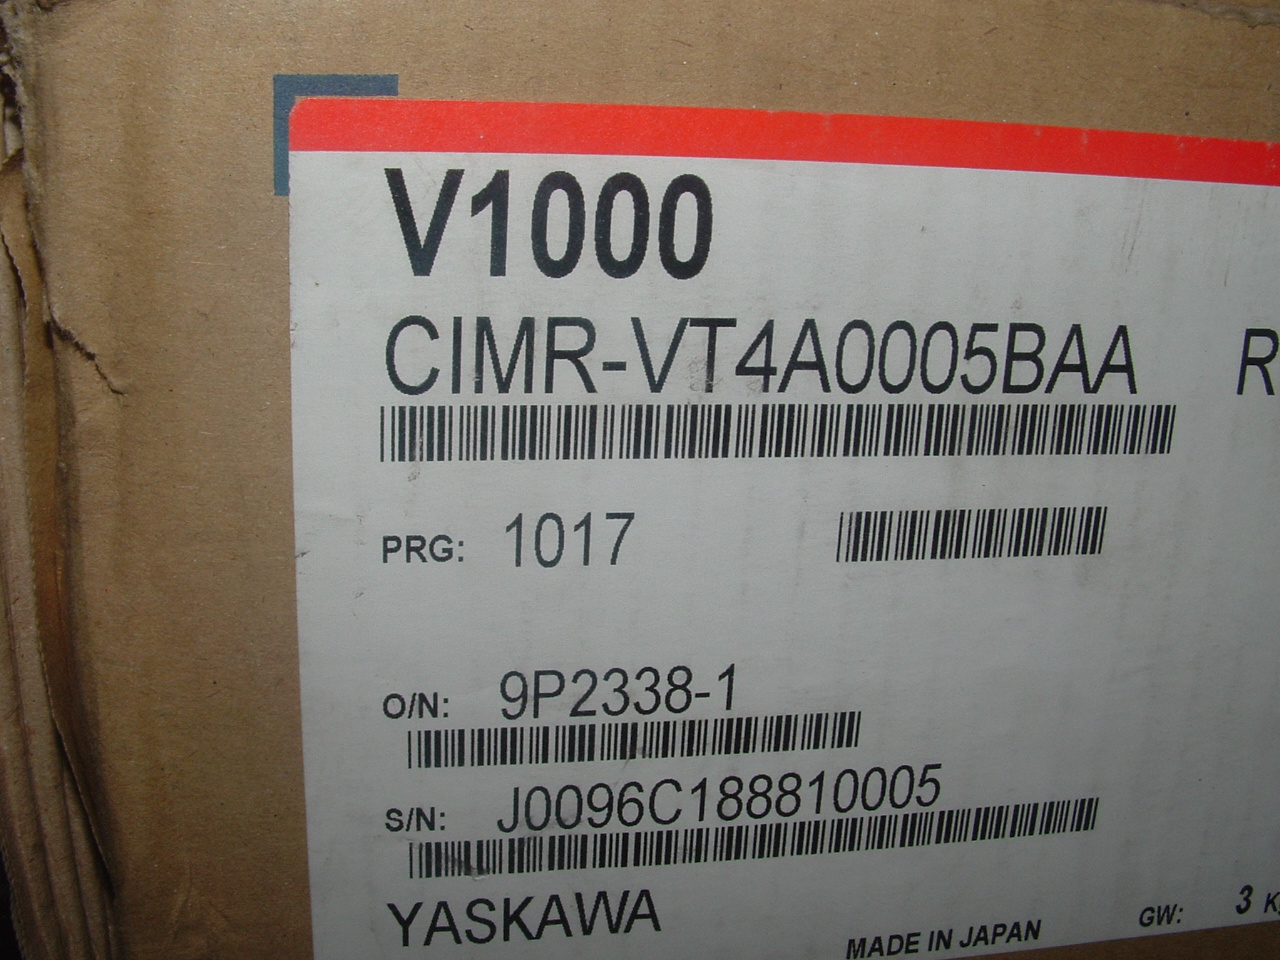 V1000
CIMR-VT4A0005BAA R
PRG: 1017
O/N: 9P2338-1
S/N: J0096C188810005
YASKAWA
MADE IN JAPAN
GW: 3